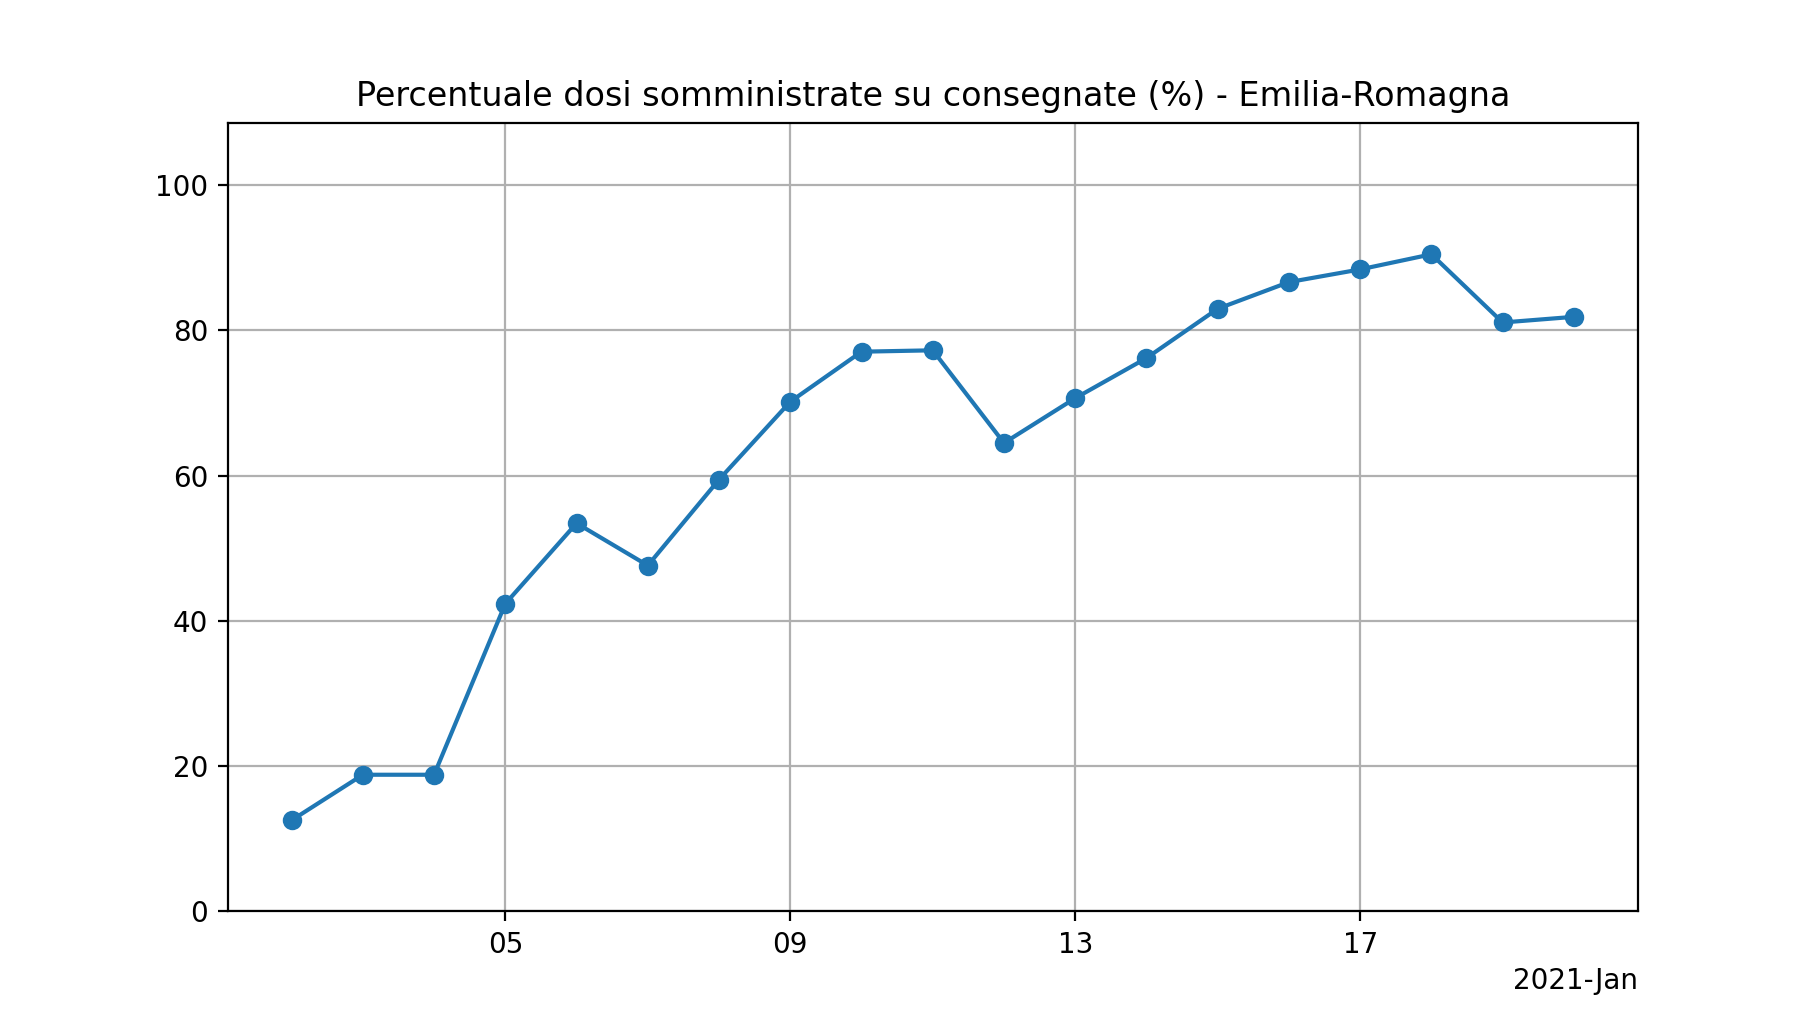 Percentuale dosi somministrate su consegnate (%) - Emilia-Romagna
100
80
60
40
20
0
05 09 13 17
2021-Jan